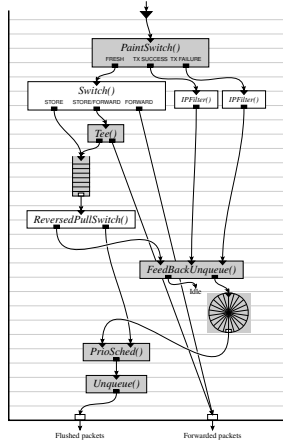 PaintSwitch()
FRESH TX SUCCESS TX FAILURE
Switch()
STORE STORE/FORWARD FORWARD
IPFilter() IPFilter()
Tee()
ReversedPullSwitch()
FeedBackUnqueue()
Idle
PrioSched()
Unqueue()
Flushed packets Forwarded packets